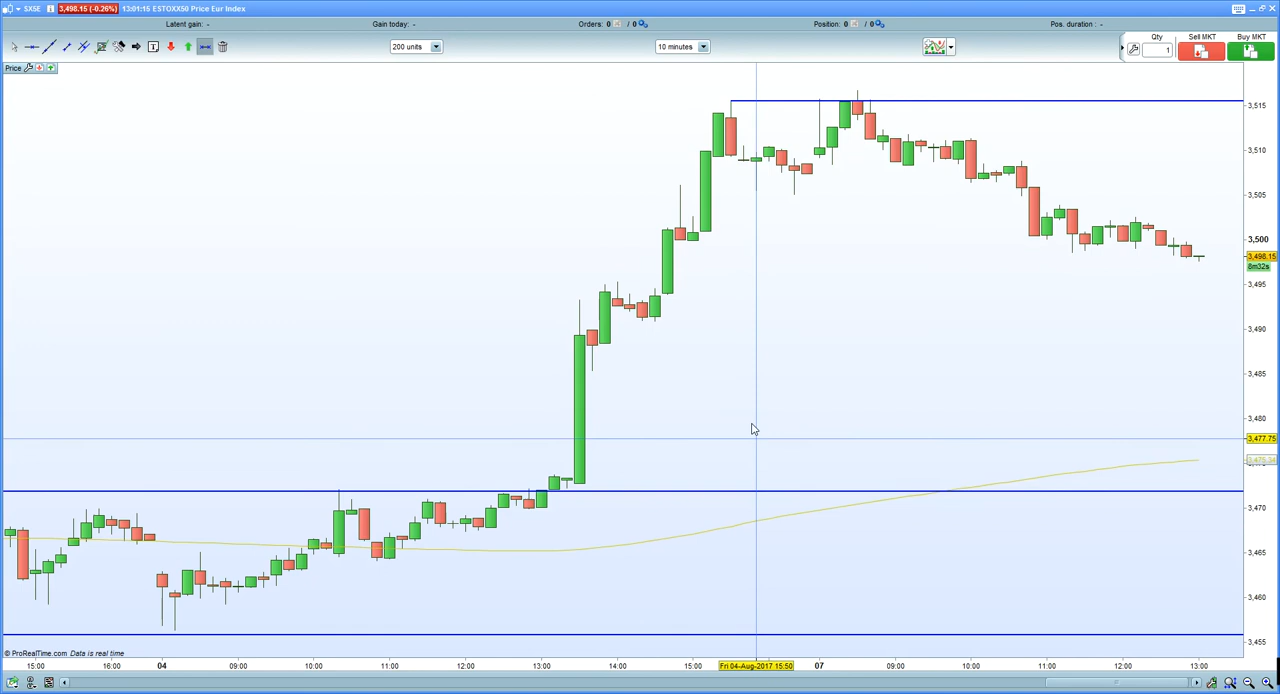 SX5E 3,498.15 (-0.26%) 13:01:15 ESTOXX50 Price Eur Index
Latent gain: - Gain today: - Orders: 0 / 0 Position: 0 / 0 Pos. duration: -
200 units 10 minutes Qty Sell MKT Buy MKT
1
Price
3,515
3,510
3,505
3,500
3,498.15
8m32s
3,495
3,490
3,485
3,480
3,477.75
3,475.34
3,470
3,465
3,460
3,455
© ProRealTime.com Data is real time
15:00 16:00 04 09:00 10:00 11:00 12:00 13:00 14:00 15:00 Fri 04-Aug-2017 15:50 07 09:00 10:00 11:00 12:00 13:00